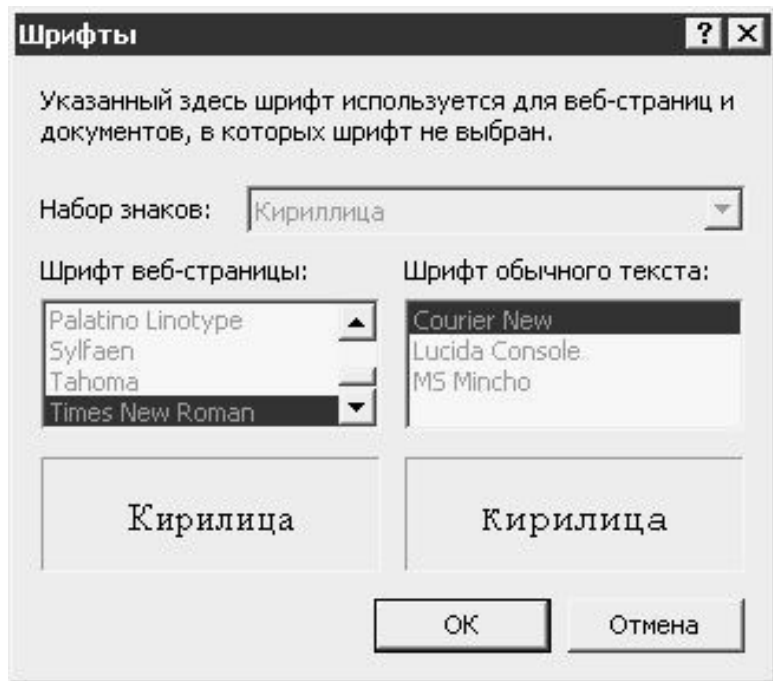 Шрифты
Указанный здесь шрифт используется для веб-страниц и
документов, в которых шрифт не выбран.
Набор знаков: Кириллица
Шрифт веб-страницы:
Palatino Linotype
Sylfaen
Tahoma
Times New Roman
Шрифт обычного текста:
Courier New
Lucida Console
MS Mincho
Кирилица
Кирилица
ОК
Отмена